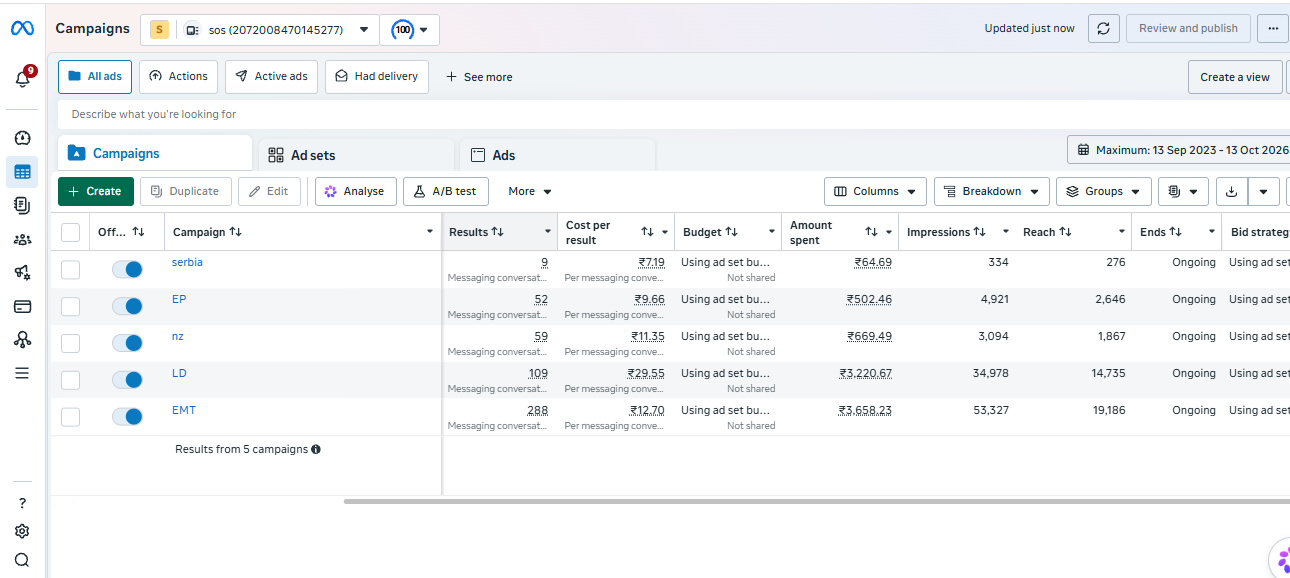 Campaigns
S
sos (2072008470145277)
100
Updated just now
Review and publish
...
9
All ads
Actions
Active ads
Had delivery
+ See more
Create a view
Describe what you're looking for
Campaigns
Ad sets
Ads
Maximum: 13 Sep 2023 - 13 Oct 2026
+ Create
Duplicate
Edit
Analyse
A/B test
More
Columns
Breakdown
Groups
Off...
Campaign
Results
Cost per result
Budget
Amount spent
Impressions
Reach
Ends
Bid strateg
serbia
9
₹7.19
Using ad set bu...
₹64.69
334
276
Ongoing
Using ad set
Messaging conversat...
Per messaging conve...
Not shared
EP
52
₹9.66
Using ad set bu...
₹502.46
4,921
2,646
Ongoing
Using ad set
Messaging conversat...
Per messaging conve...
Not shared
nz
59
₹11.35
Using ad set bu...
₹669.49
3,094
1,867
Ongoing
Using ad set
Messaging conversat...
Per messaging conve...
Not shared
LD
109
₹29.55
Using ad set bu...
₹3,220.67
34,978
14,735
Ongoing
Using ad set
Messaging conversat...
Per messaging conve...
Not shared
EMT
288
₹12.70
Using ad set bu...
₹3,658.23
53,327
19,186
Ongoing
Using ad set
Messaging conversat...
Per messaging conve...
Not shared
Results from 5 campaigns
?